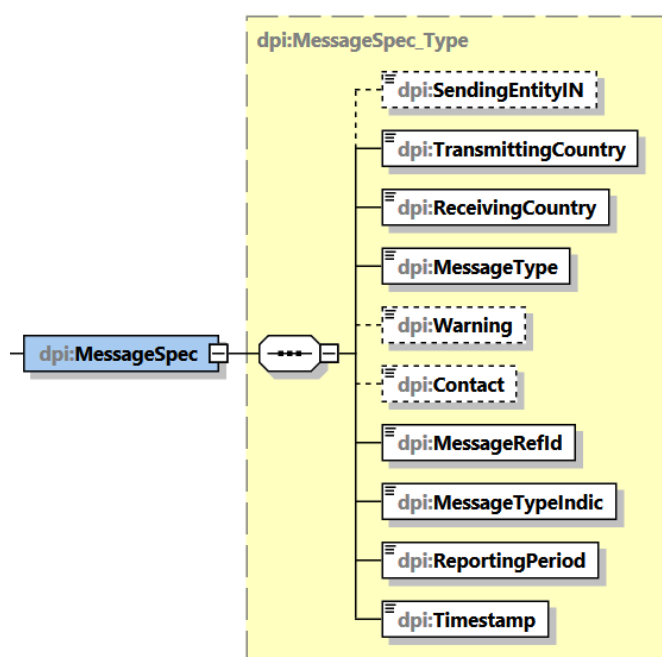 dpi:MessageSpec_Type
dpi:SendingEntityIN
dpi:TransmittingCountry
dpi:ReceivingCountry
dpi:MessageType
dpi:MessageSpec
dpi:Warning
dpi:Contact
dpi:MessageRefId
dpi:MessageTypeIndic
dpi:ReportingPeriod
dpi:Timestamp